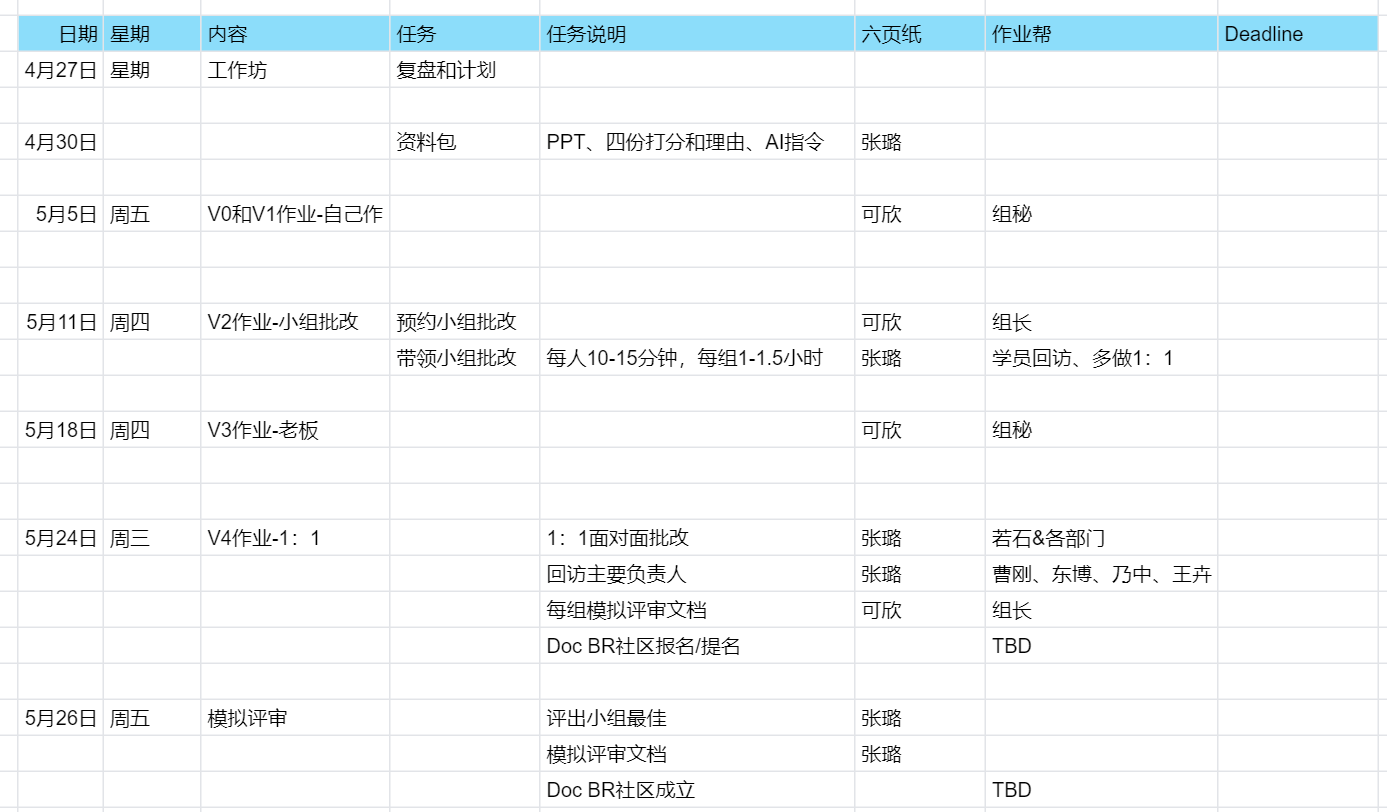 日期 星期 内容 任务 任务说明 六页纸 作业帮 Deadline
4月27日 星期 工作坊 复盘和计划
4月30日 资料包 PPT、四份打分和理由、AI指令 张璐
5月5日 周五 V0和V1作业-自己作 可欣 组秘
5月11日 周四 V2作业-小组批改 预约小组批改 可欣 组长
带领小组批改 每人10-15分钟，每组1-1.5小时 张璐 学员回访、多做1：1
5月18日 周四 V3作业-老板 可欣 组秘
5月24日 周三 V4作业-1：1 1：1面对面批改 张璐 若石&各部门
回访主要负责人 张璐 曹刚、东博、乃中、王卉
每组模拟评审文档 可欣 组长
Doc BR社区报名/提名 TBD
5月26日 周五 模拟评审 评出小组最佳 张璐
模拟评审文档 张璐
Doc BR社区成立 TBD